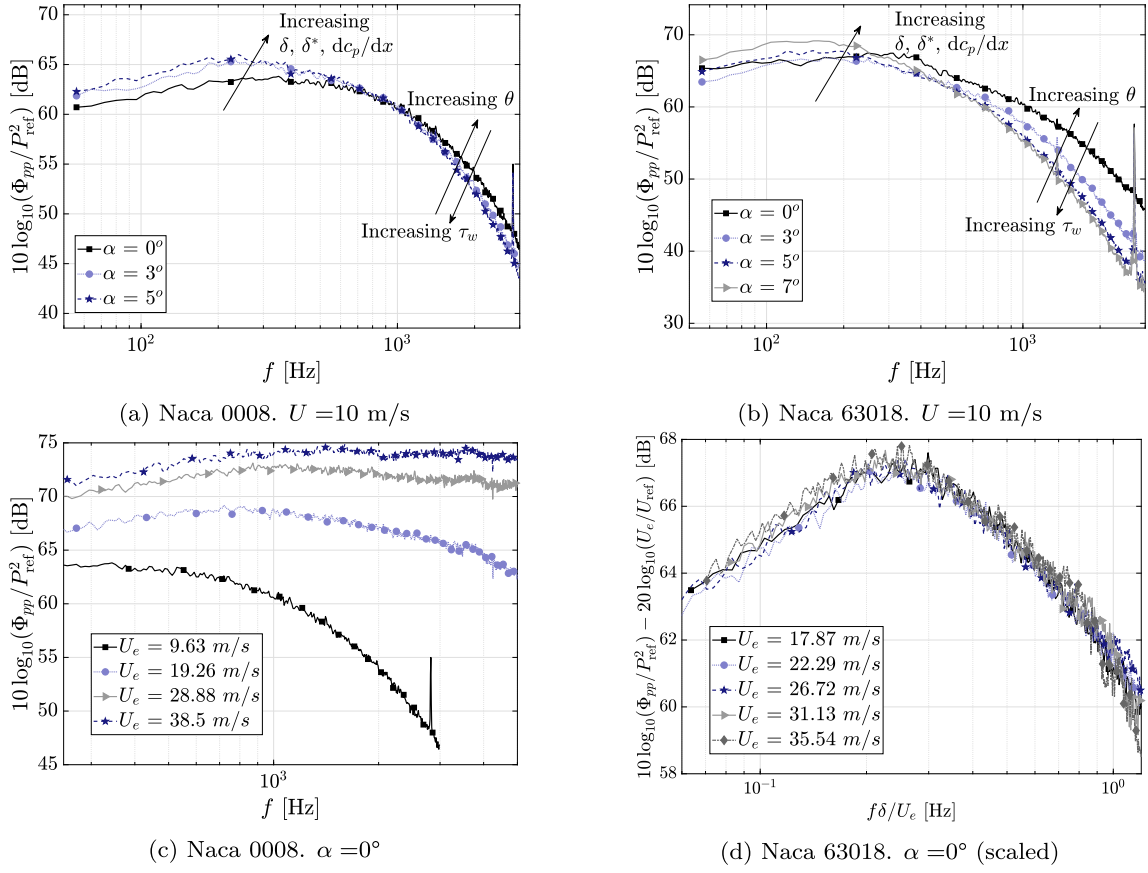 70
65
60
55
50
45
40
10 log₁₀(Φpp/P²ref) [dB]
Increasing
δ, δ*, dcp/dx
Increasing θ
Increasing τw
α = 0°
α = 3°
α = 5°
10² 10³
f [Hz]
(a) Naca 0008. U =10 m/s
70
60
50
40
30
10 log₁₀(Φpp/P²ref) [dB]
Increasing
δ, δ*, dcp/dx
Increasing θ
Increasing τw
α = 0°
α = 3°
α = 5°
α = 7°
10² 10³
f [Hz]
(b) Naca 63018. U =10 m/s
75
70
65
60
55
50
45
10 log₁₀(Φpp/P²ref) [dB]
Ue = 9.63 m/s
Ue = 19.26 m/s
Ue = 28.88 m/s
Ue = 38.5 m/s
10³
f [Hz]
(c) Naca 0008. α =0°
68
66
64
62
60
58
10 log₁₀(Φpp/P²ref) − 20 log₁₀(Ue/Uref) [dB]
Ue = 17.87 m/s
Ue = 22.29 m/s
Ue = 26.72 m/s
Ue = 31.13 m/s
Ue = 35.54 m/s
10⁻¹ 10⁰
fδ/Ue [Hz]
(d) Naca 63018. α =0° (scaled)